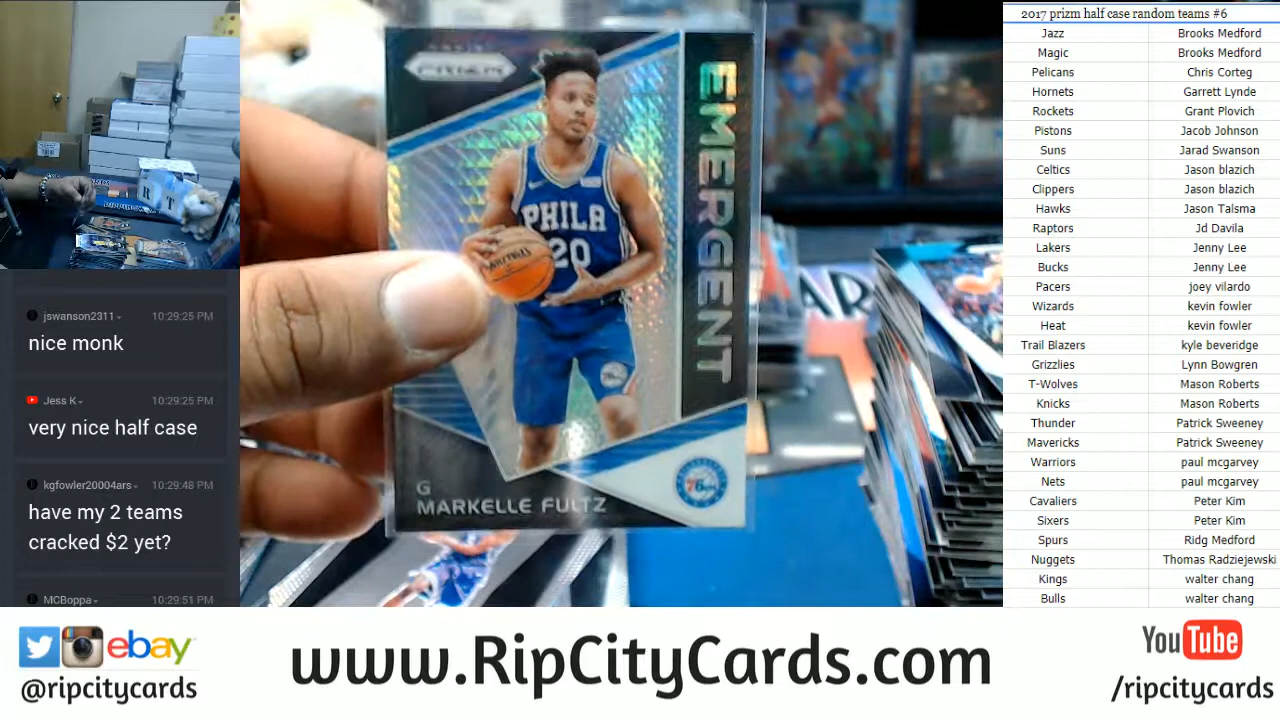 2017 prizm half case random teams #6
Jazz Brooks Medford
Magic Brooks Medford
Pelicans Chris Corteg
Hornets Garrett Lynde
Rockets Grant Plovich
Pistons Jacob Johnson
Suns Jarad Swanson
Celtics Jason blazich
Clippers Jason blazich
Hawks Jason Talsma
Raptors Jd Davila
Lakers Jenny Lee
Bucks Jenny Lee
Pacers joey vilardo
Wizards kevin fowler
Heat kevin fowler
Trail Blazers kyle beveridge
Grizzlies Lynn Bowgren
T-Wolves Mason Roberts
Knicks Mason Roberts
Thunder Patrick Sweeney
Mavericks Patrick Sweeney
Warriors paul mcgarvey
Nets paul mcgarvey
Cavaliers Peter Kim
Sixers Peter Kim
Spurs Ridg Medford
Nuggets Thomas Radziejewski
Kings walter chang
Bulls walter chang
PRIZM
EMERGENT
PHILA
20
G
MARKELLE FULTZ
76ers
jswanson2311 10:29:25 PM
nice monk
Jess K 10:29:25 PM
very nice half case
kgfowler20004ars 10:29:48 PM
have my 2 teams
cracked $2 yet?
MCBoppa 10:29:51 PM
ebay
@ripcitycards
www.RipCityCards.com
YouTube
/ripcitycards